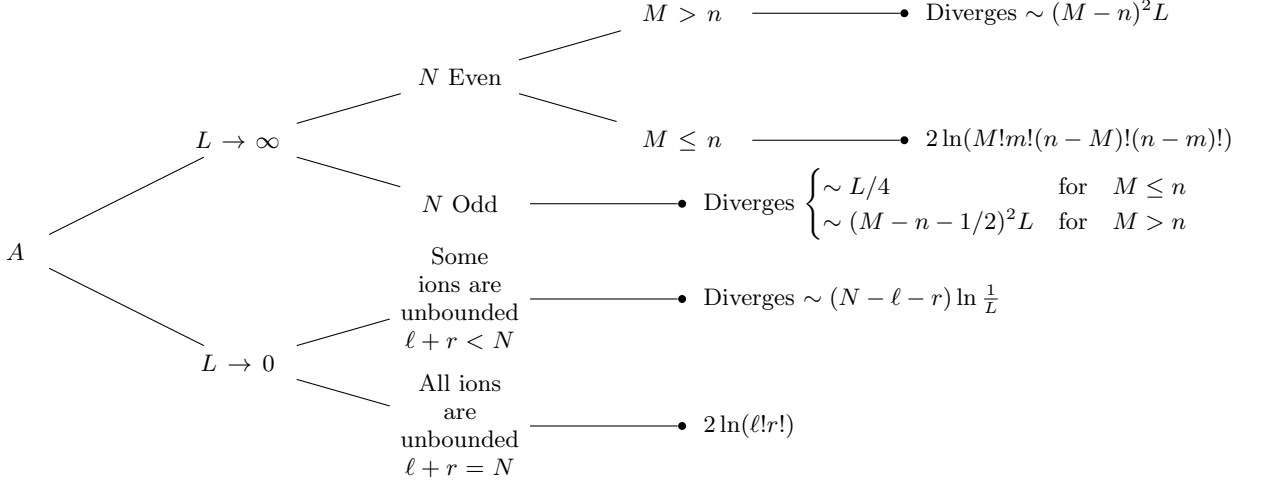 M > n
Diverges ∼ (M − n)²L
N Even
L → ∞
M ≤ n
2 ln(M!m!(n − M)!(n − m)!)
N Odd
Diverges { ∼ L/4 for M ≤ n
∼ (M − n − 1/2)²L for M > n
A
Some
ions are
unbounded
ℓ + r < N
Diverges ∼ (N − ℓ − r) ln 1/L
L → 0
All ions
are
unbounded
ℓ + r = N
2 ln(ℓ!r!)